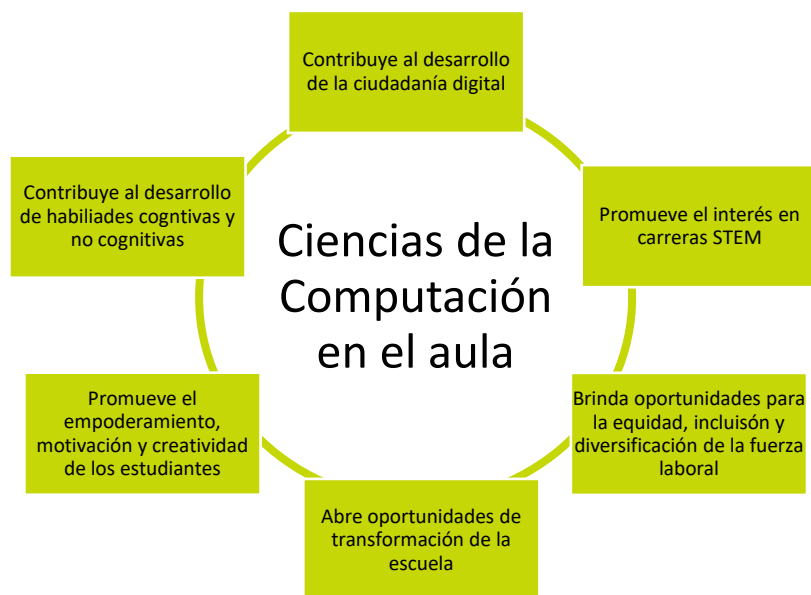 Contribuye al desarrollo
de la ciudadanía digital
Promueve el interés en
carreras STEM
Brinda oportunidades para
la equidad, incluisón y
diversificación de la fuerza
laboral
Abre oportunidades de
transformación de la
escuela
Promueve el
empoderamiento,
motivación y creatividad
de los estudiantes
Contribuye al desarrollo
de habiliades cogntivas y
no cognitivas
Ciencias de la
Computación
en el aula